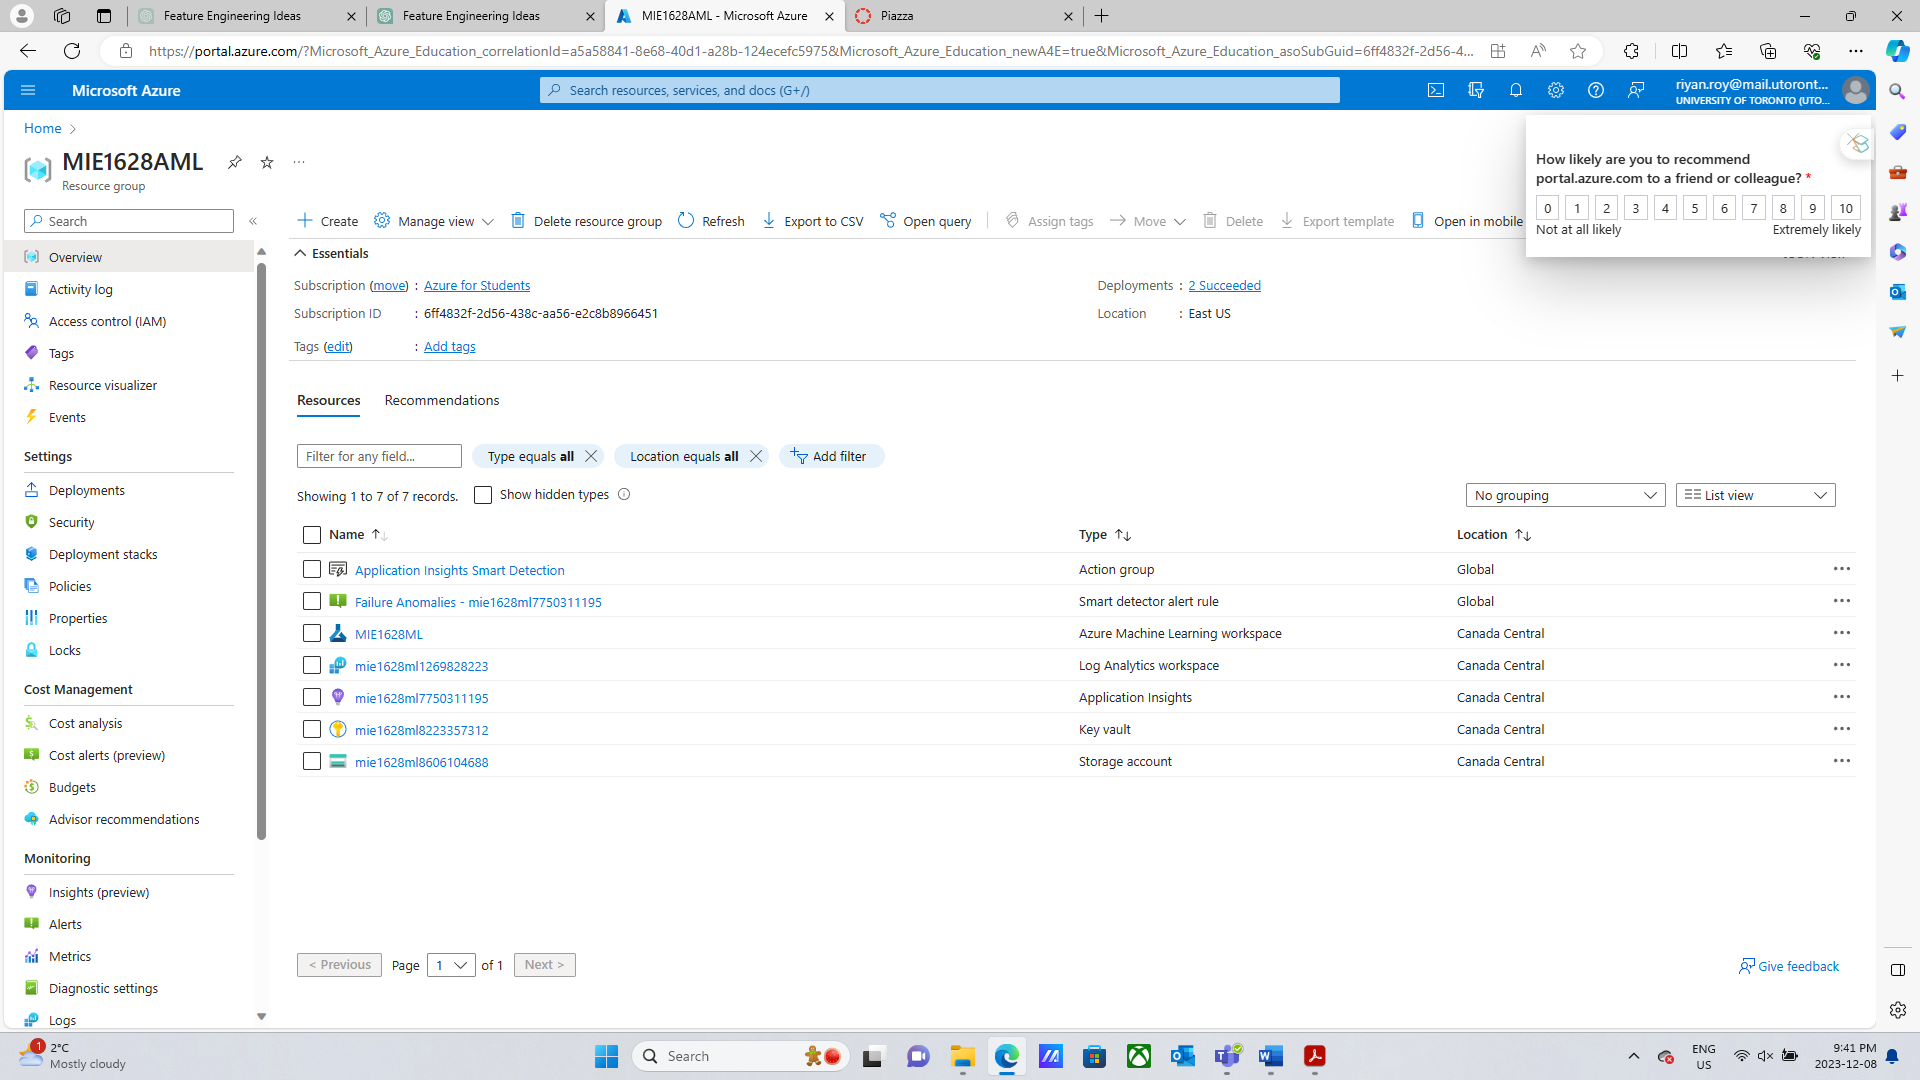 Feature Engineering Ideas
Feature Engineering Ideas
MIE1628AML - Microsoft Azure
Piazza
https://portal.azure.com/?Microsoft_Azure_Education_correlationId=a5a58841-8e68-40d1-a28b-124ecefc5975&Microsoft_Azure_Education_newA4E=true&Microsoft_Azure_Education_asoSubGuid=6ff4832f-2d56-4...
Microsoft Azure
Search resources, services, and docs (G+/)
riyan.roy@mail.utoront...
UNIVERSITY OF TORONTO (UTO...
Home
MIE1628AML
Resource group
How likely are you to recommend
portal.azure.com to a friend or colleague? *
0 1 2 3 4 5 6 7 8 9 10
Not at all likely Extremely likely
Search
Create Manage view Delete resource group Refresh Export to CSV Open query Assign tags Move Delete Export template Open in mobile
Overview
Activity log
Access control (IAM)
Tags
Resource visualizer
Events
Settings
Deployments
Security
Deployment stacks
Policies
Properties
Locks
Cost Management
Cost analysis
Cost alerts (preview)
Budgets
Advisor recommendations
Monitoring
Insights (preview)
Alerts
Metrics
Diagnostic settings
Logs
Essentials
Subscription (move) : Azure for Students
Subscription ID : 6ff4832f-2d56-438c-aa56-e2c8b8966451
Tags (edit) : Add tags
Deployments : 2 Succeeded
Location : East US
Resources Recommendations
Filter for any field... Type equals all Location equals all Add filter
Showing 1 to 7 of 7 records. Show hidden types No grouping List view
Name Type Location
Application Insights Smart Detection Action group Global
Failure Anomalies - mie1628ml7750311195 Smart detector alert rule Global
MIE1628ML Azure Machine Learning workspace Canada Central
mie1628ml1269828223 Log Analytics workspace Canada Central
mie1628ml7750311195 Application Insights Canada Central
mie1628ml8223357312 Key vault Canada Central
mie1628ml8606104688 Storage account Canada Central
< Previous Page 1 of 1 Next >
Give feedback
1
2°C
Mostly cloudy
Search
ENG
US
9:41 PM
2023-12-08